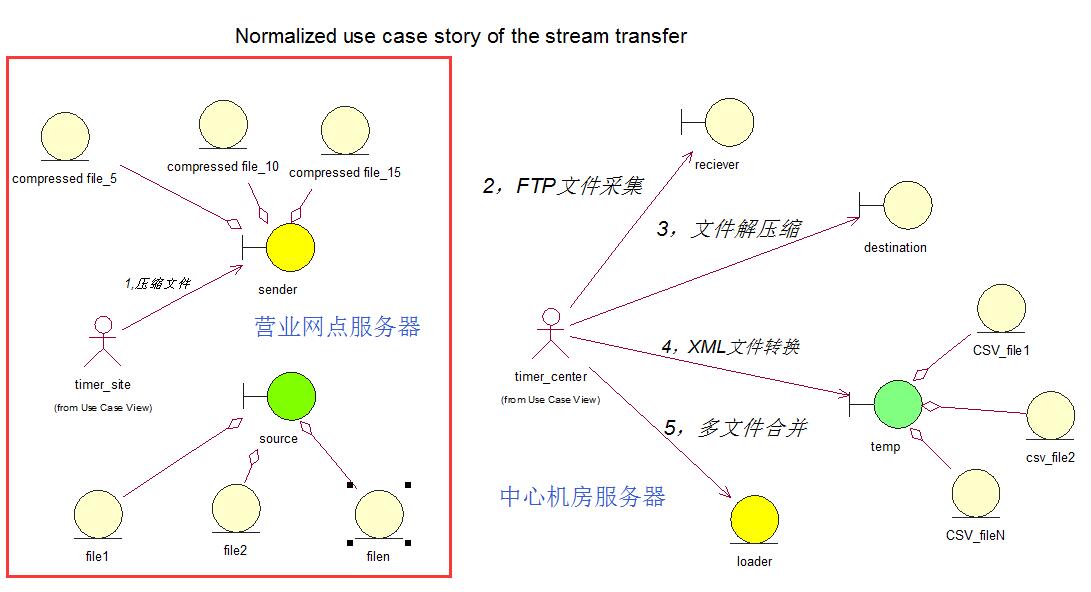 Normalized use case story of the stream transfer
compressed file_5
compressed file_10
compressed file_15
1,压缩文件
sender
营业网点服务器
timer_site
(from Use Case View)
source
file1
file2
filen
reciever
2，FTP文件采集
3，文件解压缩
destination
timer_center
(from Use Case View)
4，XML文件转换
CSV_file1
temp
csv_file2
CSV_fileN
5，多文件合并
中心机房服务器
loader